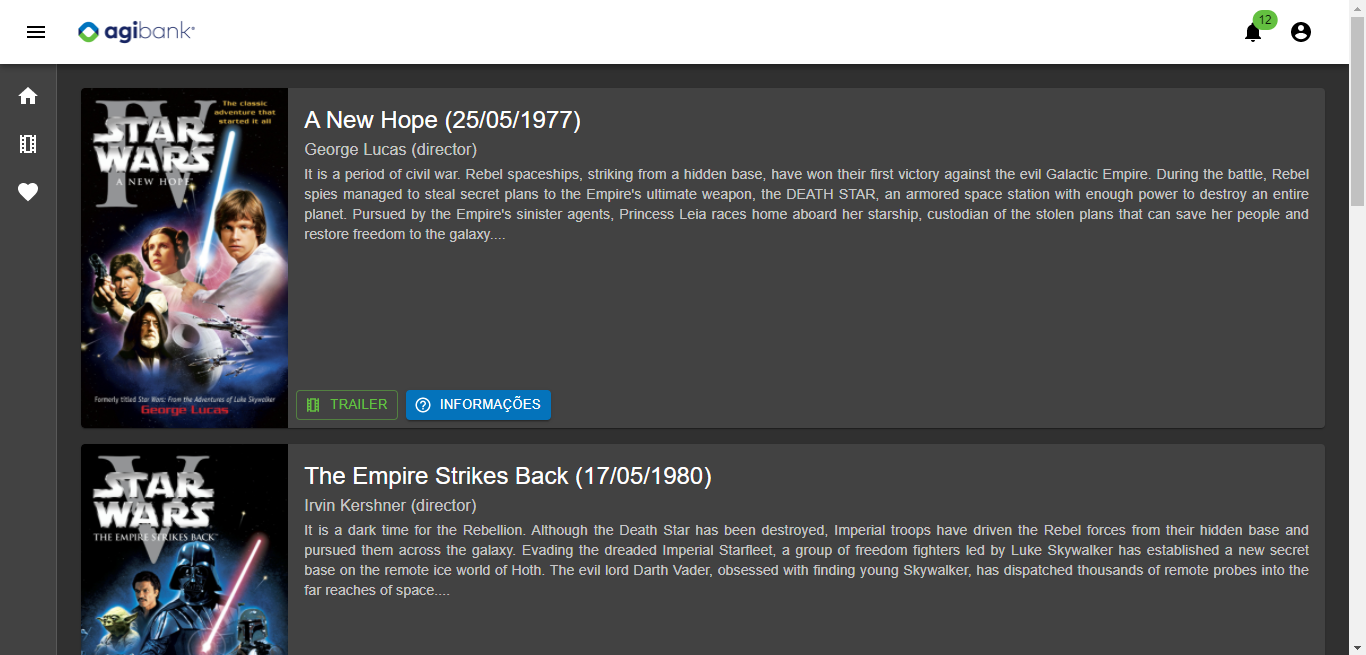 agibank
12
The classic
adventure that
started it all
IV
STAR
WARS
A NEW HOPE
Formerly titled Star Wars: From the Adventures of Luke Skywalker
George Lucas
A New Hope (25/05/1977)
George Lucas (director)
It is a period of civil war. Rebel spaceships, striking from a hidden base, have won their first victory against the evil Galactic Empire. During the battle, Rebel
spies managed to steal secret plans to the Empire's ultimate weapon, the DEATH STAR, an armored space station with enough power to destroy an entire
planet. Pursued by the Empire's sinister agents, Princess Leia races home aboard her starship, custodian of the stolen plans that can save her people and
restore freedom to the galaxy....
TRAILER
INFORMAÇÕES
V
STAR
WARS
THE EMPIRE STRIKES BACK
The Empire Strikes Back (17/05/1980)
Irvin Kershner (director)
It is a dark time for the Rebellion. Although the Death Star has been destroyed, Imperial troops have driven the Rebel forces from their hidden base and
pursued them across the galaxy. Evading the dreaded Imperial Starfleet, a group of freedom fighters led by Luke Skywalker has established a new secret
base on the remote ice world of Hoth. The evil lord Darth Vader, obsessed with finding young Skywalker, has dispatched thousands of remote probes into the
far reaches of space....